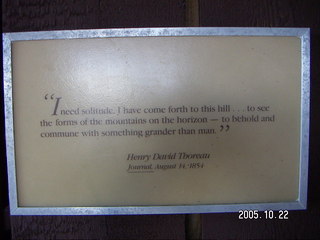 “I need solitude. I have come forth to this hill . . . to see
the forms of the mountains on the horizon — to behold and
commune with something grander than man.”
Henry David Thoreau
Journal, August 14, 1854
2005.10.22